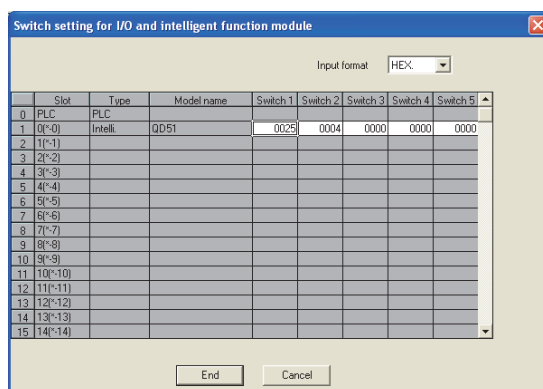 Switch setting for I/O and intelligent function module
Input format HEX.
Slot Type Model name Switch 1 Switch 2 Switch 3 Switch 4 Switch 5
0 PLC PLC
1 0(*-0) Intelli. QD51 0025 0004 0000 0000 0000
2 1(*-1)
3 2(*-2)
4 3(*-3)
5 4(*-4)
6 5(*-5)
7 6(*-6)
8 7(*-7)
9 8(*-8)
10 9(*-9)
11 10(*-10)
12 11(*-11)
13 12(*-12)
14 13(*-13)
15 14(*-14)
End Cancel